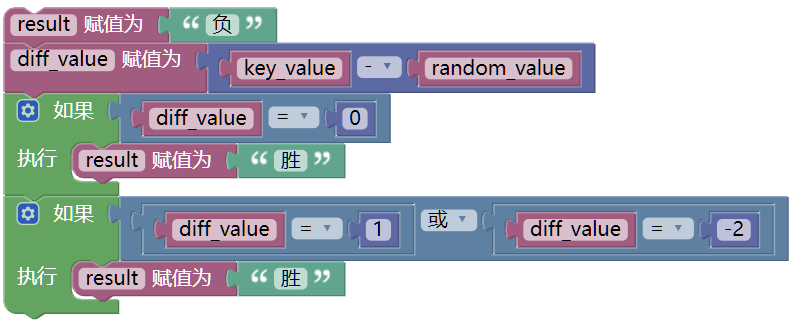 result 赋值为 “ 负 ”
diff_value 赋值为 key_value - random_value
如果 diff_value = 0
执行 result 赋值为 “ 胜 ”
如果 diff_value = 1 或 diff_value = -2
执行 result 赋值为 “ 胜 ”